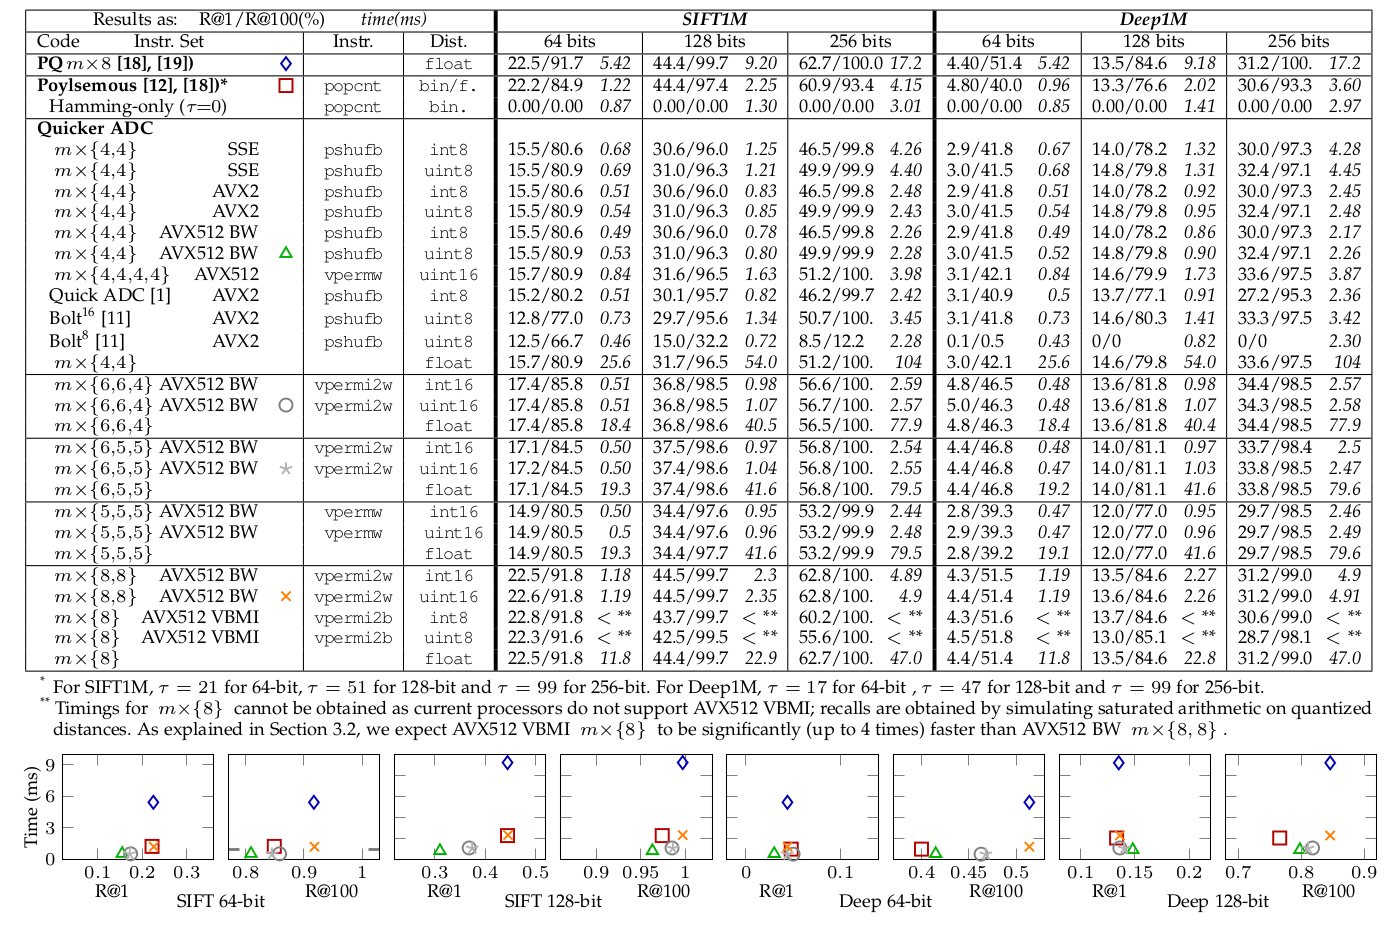 Results as: R@1/R@100(%) time(ms) SIFT1M Deep1M
Code Instr. Set Instr. Dist. 64 bits 128 bits 256 bits 64 bits 128 bits 256 bits
PQ m×8 [18], [19]) float 22.5/91.7 5.42 44.4/99.7 9.20 62.7/100.0 17.2 4.40/51.4 5.42 13.5/84.6 9.18 31.2/100. 17.2
Poylsemous [12], [18])* popcnt bin/f. 22.2/84.9 1.22 44.4/97.4 2.25 60.9/93.4 4.15 4.80/40.0 0.96 13.3/76.6 2.02 30.6/93.3 3.60
Hamming-only (τ=0) popcnt bin. 0.00/0.00 0.87 0.00/0.00 1.30 0.00/0.00 3.01 0.00/0.00 0.85 0.00/0.00 1.41 0.00/0.00 2.97
Quicker ADC
m×{4,4} SSE pshufb int8 15.5/80.6 0.68 30.6/96.0 1.25 46.5/99.8 4.26 2.9/41.8 0.67 14.0/78.2 1.32 30.0/97.3 4.28
m×{4,4} SSE pshufb uint8 15.5/80.9 0.69 31.0/96.3 1.21 49.9/99.9 4.40 3.0/41.5 0.68 14.8/79.8 1.31 32.4/97.1 4.45
m×{4,4} AVX2 pshufb int8 15.5/80.6 0.51 30.6/96.0 0.83 46.5/99.8 2.48 2.9/41.8 0.51 14.0/78.2 0.92 30.0/97.3 2.45
m×{4,4} AVX2 pshufb uint8 15.5/80.9 0.54 31.0/96.3 0.85 49.9/99.9 2.43 3.0/41.5 0.54 14.8/79.8 0.95 32.4/97.1 2.48
m×{4,4} AVX512 BW pshufb int8 15.5/80.6 0.49 30.6/96.0 0.78 46.5/99.8 2.26 2.9/41.8 0.49 14.0/78.2 0.86 30.0/97.3 2.17
m×{4,4} AVX512 BW pshufb uint8 15.5/80.9 0.53 31.0/96.3 0.80 49.9/99.9 2.28 3.0/41.5 0.52 14.8/79.8 0.90 32.4/97.1 2.26
m×{4,4,4,4} AVX512 vpermw uint16 15.7/80.9 0.84 31.6/96.5 1.63 51.2/100. 3.98 3.1/42.1 0.84 14.6/79.9 1.73 33.6/97.5 3.87
Quick ADC [1] AVX2 pshufb int8 15.2/80.2 0.51 30.1/95.7 0.82 46.2/99.7 2.42 3.1/40.9 0.5 13.7/77.1 0.91 27.2/95.3 2.36
Bolt16 [11] AVX2 pshufb uint8 12.8/77.0 0.73 29.7/95.6 1.34 50.7/100. 3.45 3.1/41.8 0.73 14.6/80.3 1.41 33.3/97.5 3.42
Bolt8 [11] AVX2 pshufb uint8 12.5/66.7 0.46 15.0/32.2 0.72 8.5/12.2 2.28 0.1/0.5 0.43 0/0 0.82 0/0 2.30
m×{4,4} float 15.7/80.9 25.6 31.7/96.5 54.0 51.2/100. 104 3.0/42.1 25.6 14.6/79.8 54.0 33.6/97.5 104
m×{6,6,4} AVX512 BW vpermi2w int16 17.4/85.8 0.51 36.8/98.5 0.98 56.6/100. 2.59 4.8/46.5 0.48 13.6/81.8 0.98 34.4/98.5 2.57
m×{6,6,4} AVX512 BW vpermi2w uint16 17.4/85.8 0.51 36.8/98.5 1.07 56.7/100. 2.57 5.0/46.3 0.48 13.6/81.8 1.07 34.3/98.5 2.58
m×{6,6,4} float 17.4/85.8 18.4 36.8/98.6 40.5 56.5/100. 77.9 4.8/46.3 18.4 13.6/81.8 40.4 34.4/98.5 77.9
m×{6,5,5} AVX512 BW vpermi2w int16 17.1/84.5 0.50 37.5/98.6 0.97 56.8/100. 2.54 4.4/46.8 0.48 14.0/81.1 0.97 33.7/98.4 2.5
m×{6,5,5} AVX512 BW vpermi2w uint16 17.2/84.5 0.50 37.4/98.6 1.04 56.8/100. 2.55 4.4/46.8 0.47 14.0/81.1 1.03 33.8/98.5 2.47
m×{6,5,5} float 17.1/84.5 19.3 37.4/98.6 41.6 56.8/100. 79.5 4.4/46.8 19.2 14.0/81.1 41.6 33.8/98.5 79.6
m×{5,5,5} AVX512 BW vpermw int16 14.9/80.5 0.50 34.4/97.6 0.95 53.2/99.9 2.44 2.8/39.3 0.47 12.0/77.0 0.95 29.7/98.5 2.46
m×{5,5,5} AVX512 BW vpermw uint16 14.9/80.5 0.5 34.4/97.6 0.96 53.2/99.9 2.48 2.9/39.3 0.47 12.0/77.0 0.96 29.7/98.5 2.49
m×{5,5,5} float 14.9/80.5 19.3 34.4/97.7 41.6 53.2/99.9 79.5 2.8/39.2 19.1 12.0/77.0 41.6 29.7/98.5 79.6
m×{8,8} AVX512 BW vpermi2w int16 22.5/91.8 1.18 44.5/99.7 2.3 62.8/100. 4.89 4.3/51.5 1.19 13.5/84.6 2.27 31.2/99.0 4.9
m×{8,8} AVX512 BW vpermi2w uint16 22.6/91.8 1.19 44.5/99.7 2.35 62.8/100. 4.9 4.4/51.4 1.19 13.6/84.6 2.26 31.2/99.0 4.91
m×{8} AVX512 VBMI vpermi2b int8 22.8/91.8 < ** 43.7/99.7 < ** 60.2/100. < ** 4.3/51.6 < ** 13.7/84.6 < ** 30.6/99.0 < **
m×{8} AVX512 VBMI vpermi2b uint8 22.3/91.6 < ** 42.5/99.5 < ** 55.6/100. < ** 4.5/51.8 < ** 13.0/85.1 < ** 28.7/98.1 < **
m×{8} float 22.5/91.8 11.8 44.4/99.7 22.9 62.7/100. 47.0 4.4/51.4 11.8 13.5/84.6 22.8 31.2/99.0 47.0
* For SIFT1M, τ = 21 for 64-bit, τ = 51 for 128-bit and τ = 99 for 256-bit. For Deep1M, τ = 17 for 64-bit , τ = 47 for 128-bit and τ = 99 for 256-bit.
** Timings for m×{8} cannot be obtained as current processors do not support AVX512 VBMI; recalls are obtained by simulating saturated arithmetic on quantized
distances. As explained in Section 3.2, we expect AVX512 VBMI m×{8} to be significantly (up to 4 times) faster than AVX512 BW m×{8, 8} .
Time (ms)
9
6
3
0
0.1 0.2 0.3 0.8 0.9 1 0.3 0.4 0.5 0.9 0.95 1 0 0.1 0.4 0.45 0.5 0.1 0.15 0.2 0.7 0.8 0.9
R@1 R@100 R@1 R@100 R@1 R@100 R@1 R@100
SIFT 64-bit SIFT 128-bit Deep 64-bit Deep 128-bit